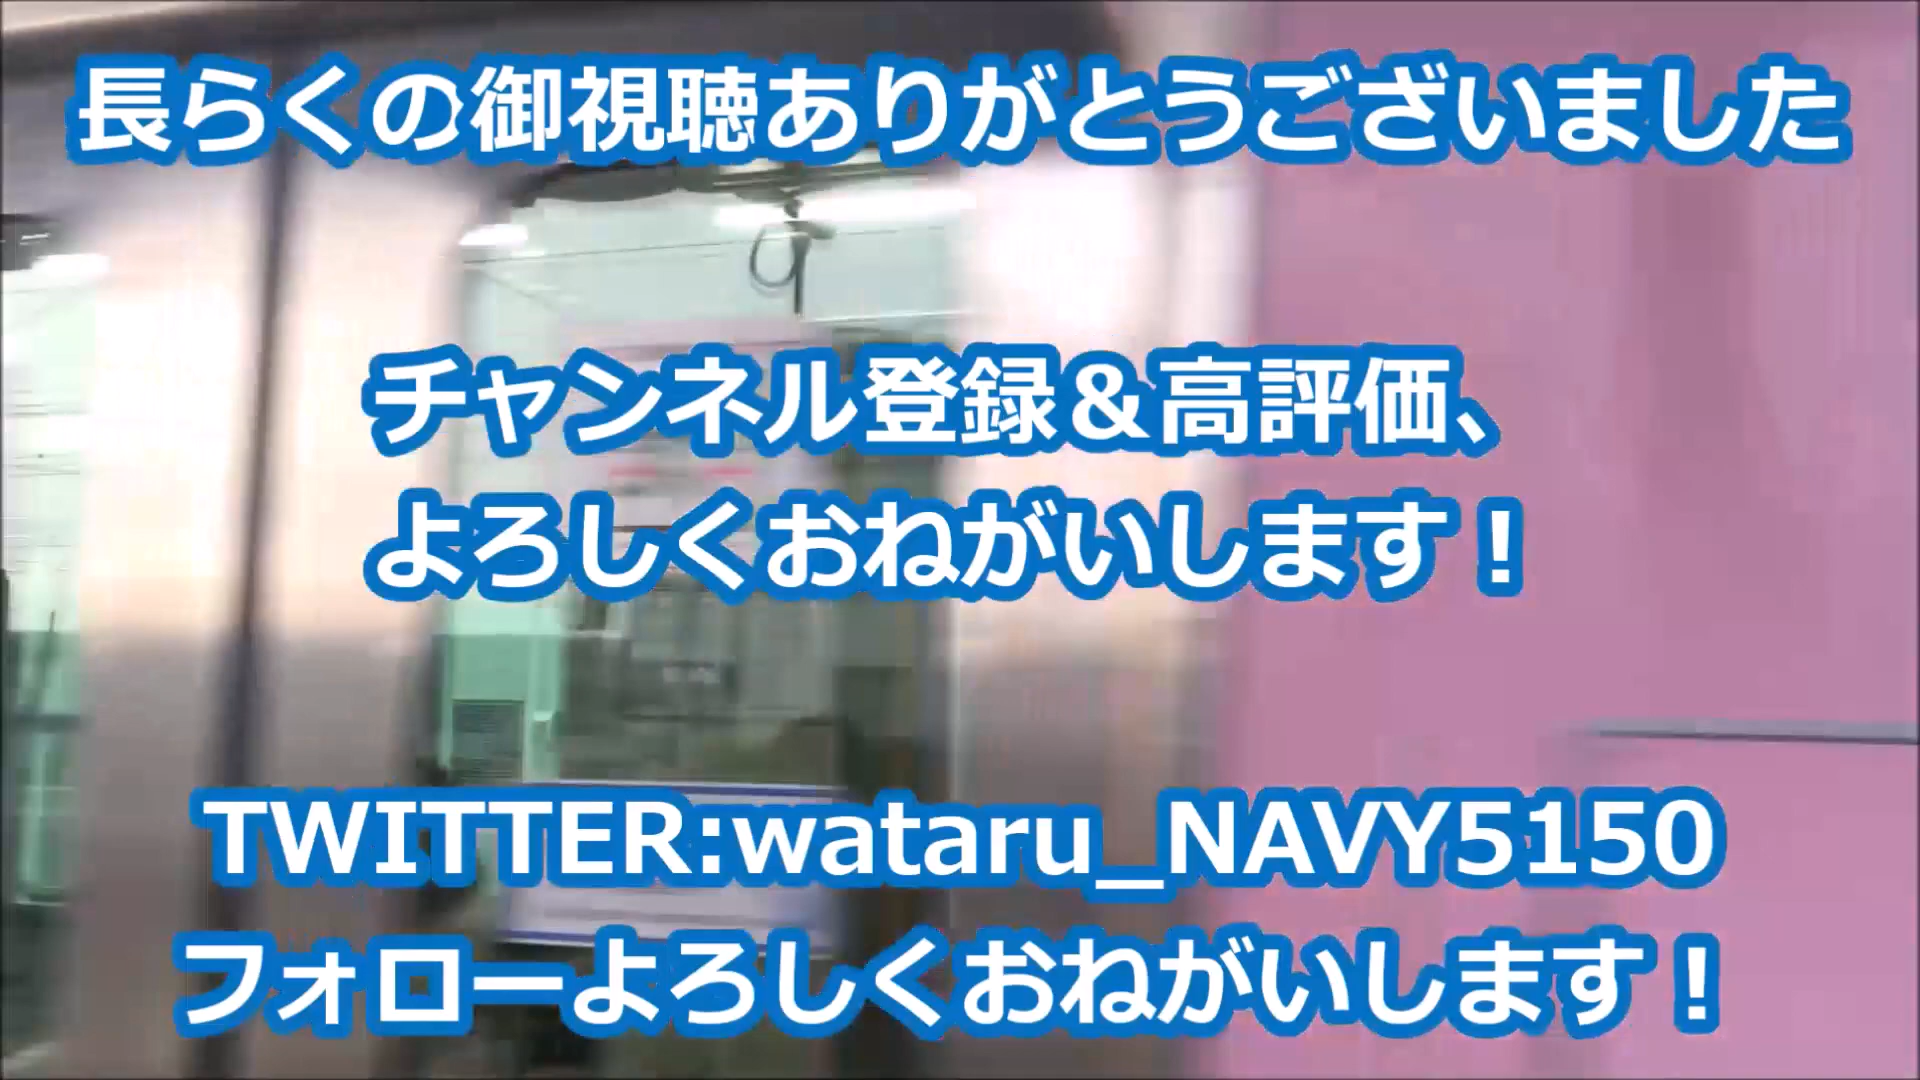 長らくの御視聴ありがとうございました
チャンネル登録＆高評価、
よろしくおねがいします！
TWITTER:wataru_NAVY5150
フォローよろしくおねがいします！